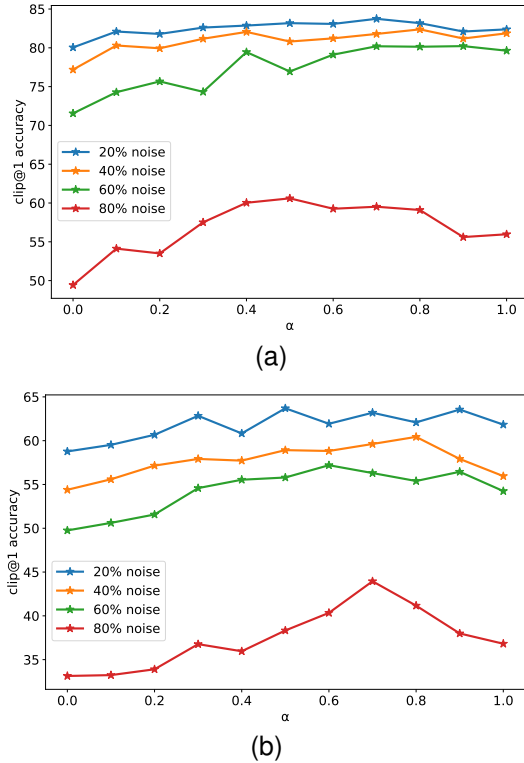 85
80
75
70
65
60
55
50
clip@1 accuracy
20% noise
40% noise
60% noise
80% noise
0.0 0.2 0.4 0.6 0.8 1.0
α
(a)
65
60
55
50
45
40
35
clip@1 accuracy
20% noise
40% noise
60% noise
80% noise
0.0 0.2 0.4 0.6 0.8 1.0
α
(b)